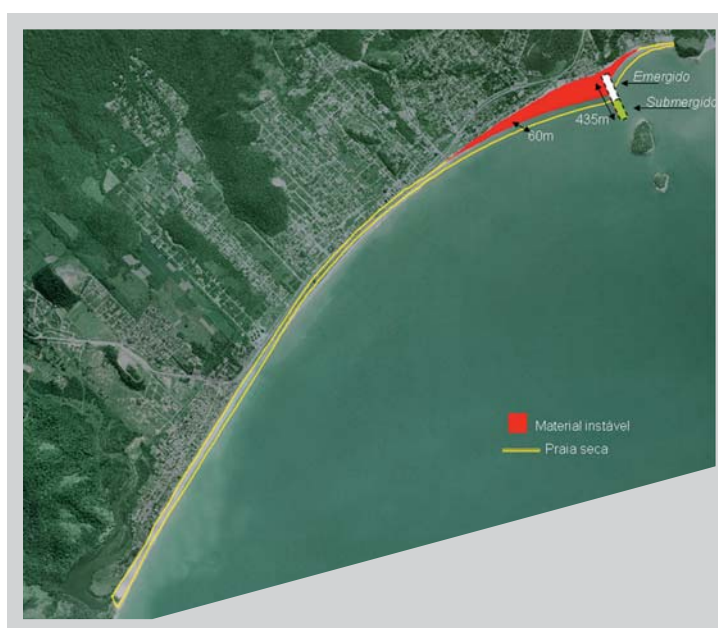 Emergido
Submergido
435m
60m
Material instável
Praia seca